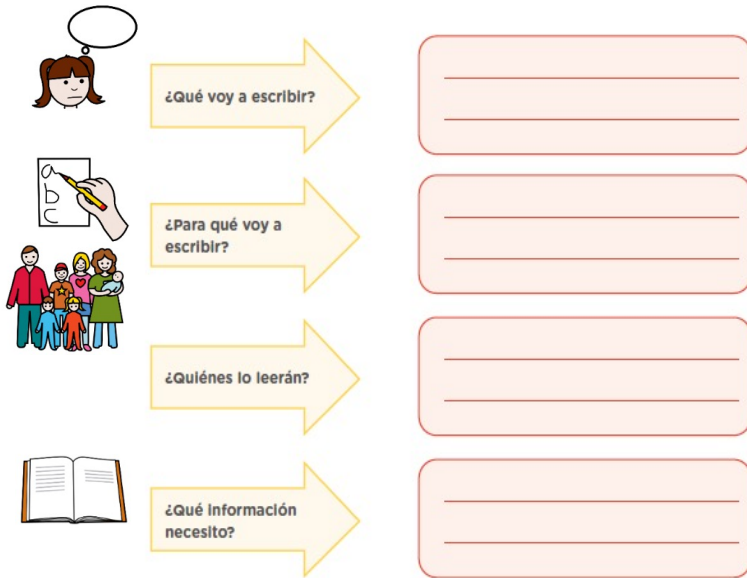 ¿Qué voy a escribir?
a
b
c
¿Para qué voy a
escribir?
¿Quiénes lo leerán?
¿Qué información
necesito?